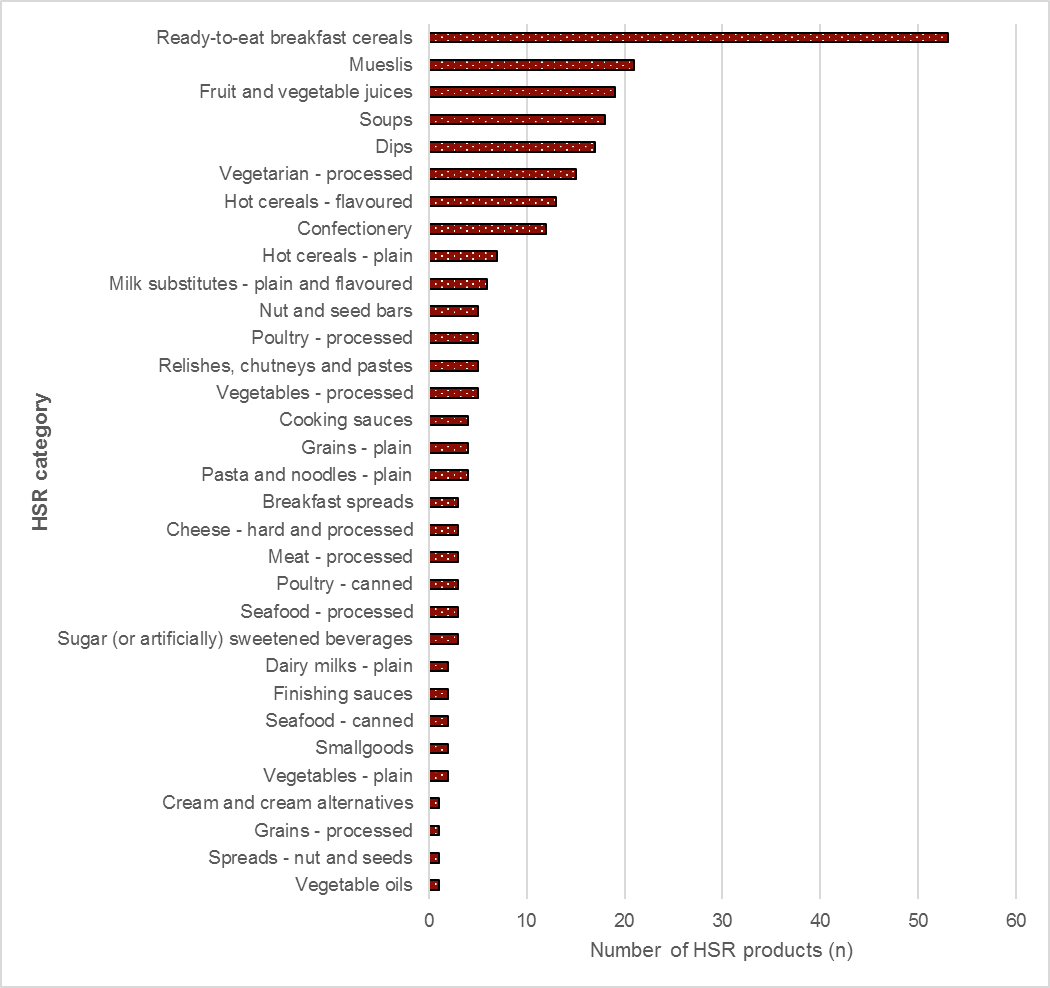 Ready-to-eat breakfast cereals
Mueslis
Fruit and vegetable juices
Soups
Dips
Vegetarian - processed
Hot cereals - flavoured
Confectionery
Hot cereals - plain
Milk substitutes - plain and flavoured
Nut and seed bars
Poultry - processed
Relishes, chutneys and pastes
Vegetables - processed
Cooking sauces
Grains - plain
Pasta and noodles - plain
Breakfast spreads
Cheese - hard and processed
Meat - processed
Poultry - canned
Seafood - processed
Sugar (or artificially) sweetened beverages
Dairy milks - plain
Finishing sauces
Seafood - canned
Smallgoods
Vegetables - plain
Cream and cream alternatives
Grains - processed
Spreads - nut and seeds
Vegetable oils
HSR category
0 10 20 30 40 50 60
Number of HSR products (n)